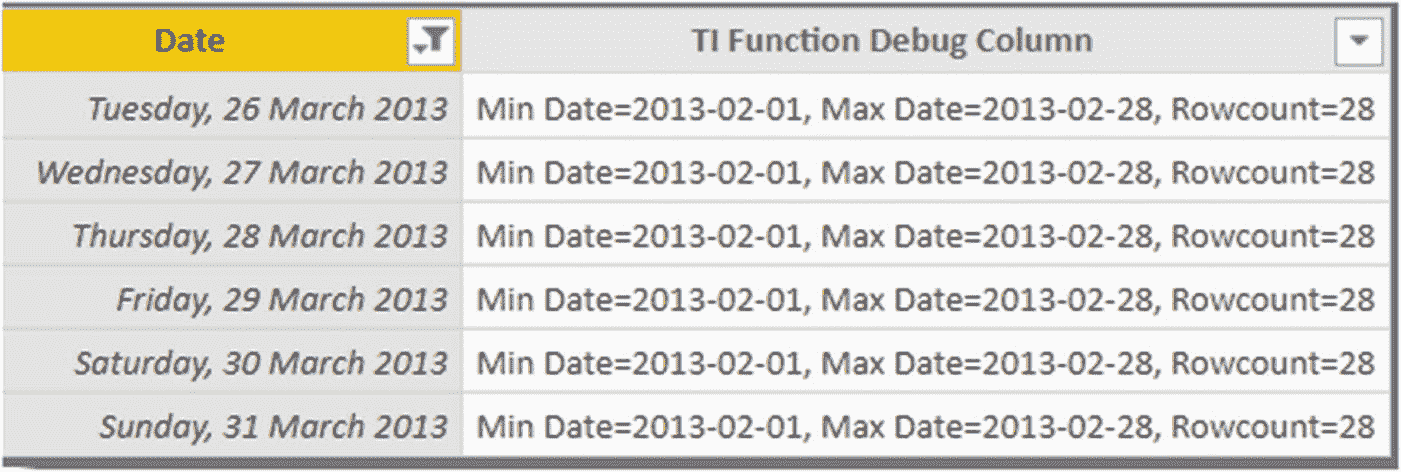 Date TI Function Debug Column
Tuesday, 26 March 2013 Min Date=2013-02-01, Max Date=2013-02-28, Rowcount=28
Wednesday, 27 March 2013 Min Date=2013-02-01, Max Date=2013-02-28, Rowcount=28
Thursday, 28 March 2013 Min Date=2013-02-01, Max Date=2013-02-28, Rowcount=28
Friday, 29 March 2013 Min Date=2013-02-01, Max Date=2013-02-28, Rowcount=28
Saturday, 30 March 2013 Min Date=2013-02-01, Max Date=2013-02-28, Rowcount=28
Sunday, 31 March 2013 Min Date=2013-02-01, Max Date=2013-02-28, Rowcount=28